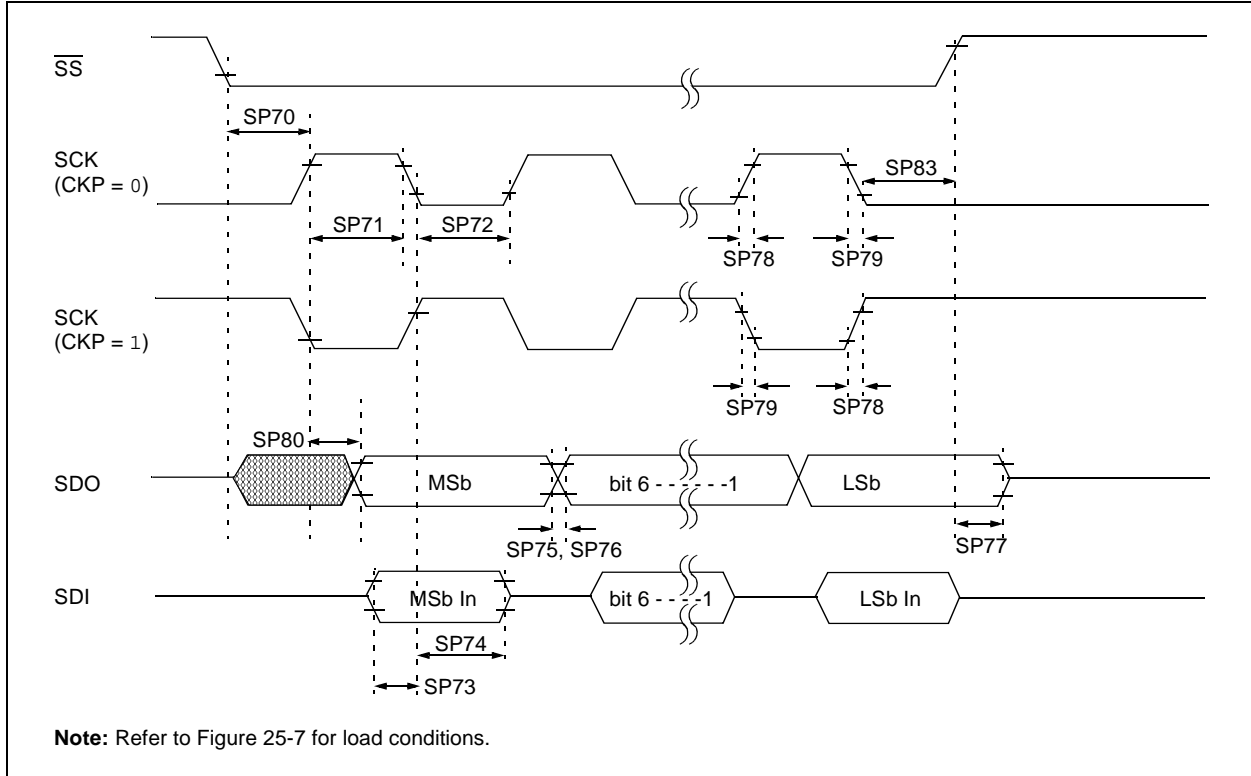 SS
SP70
SCK
(CKP = 0)
SP83
SP71
SP72
SP78
SP79
SCK
(CKP = 1)
SP79
SP78
SP80
SDO
MSb
bit 6 - - - - - -1
LSb
SP75, SP76
SP77
SDI
MSb In
bit 6 - - - -1
LSb In
SP74
SP73
Note: Refer to Figure 25-7 for load conditions.